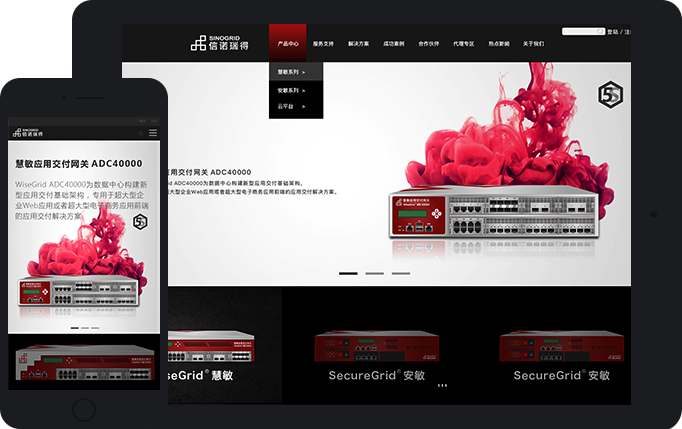 SINOGRID
信诺瑞得
产品中心
服务支持
解决方案
成功案例
合作伙伴
代理专区
热点新闻
关于我们
登陆 / 注
慧敏系列 >
安敏系列 >
云平台 >
应用交付网关 ADC40000
id ADC40000为数据中心构建新型应用交付基础架构,
大型企业Web应用或者超大型电子商务应用前端的应用交付解决方案。
5S
iseGrid® 慧敏
SecureGrid® 安敏
SecureGrid® 安敏
SINOGRID
信诺瑞得
慧敏应用交付网关 ADC40000
WiseGrid ADC40000为数据中心构建新
型应用交付基础架构，专用于超大型企
业Web应用或者超大型电子商务应用前端
的应用交付解决方案
5S